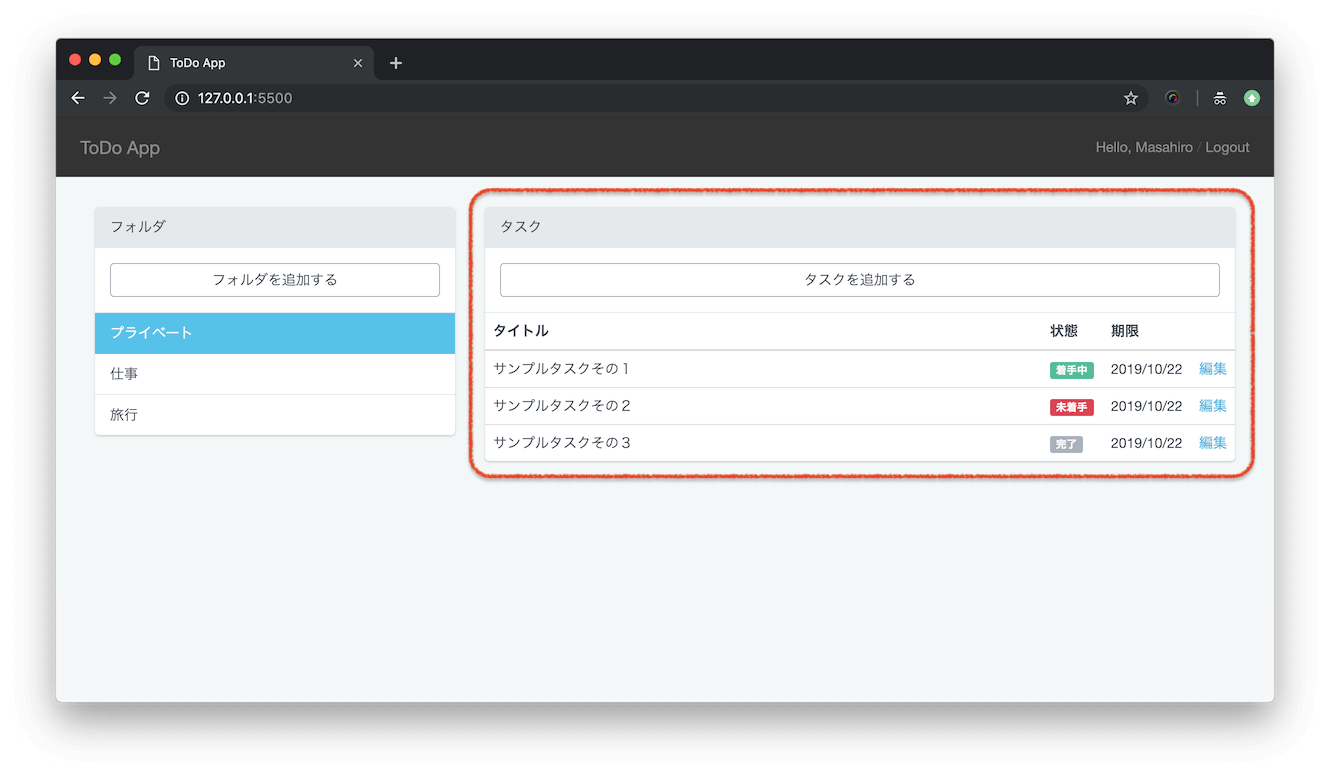 ToDo App
127.0.0.1:5500
ToDo App
Hello, Masahiro / Logout
フォルダ
フォルダを追加する
プライベート
仕事
旅行
タスク
タスクを追加する
タイトル 状態 期限
サンプルタスクその1 着手中 2019/10/22 編集
サンプルタスクその2 未着手 2019/10/22 編集
サンプルタスクその3 完了 2019/10/22 編集